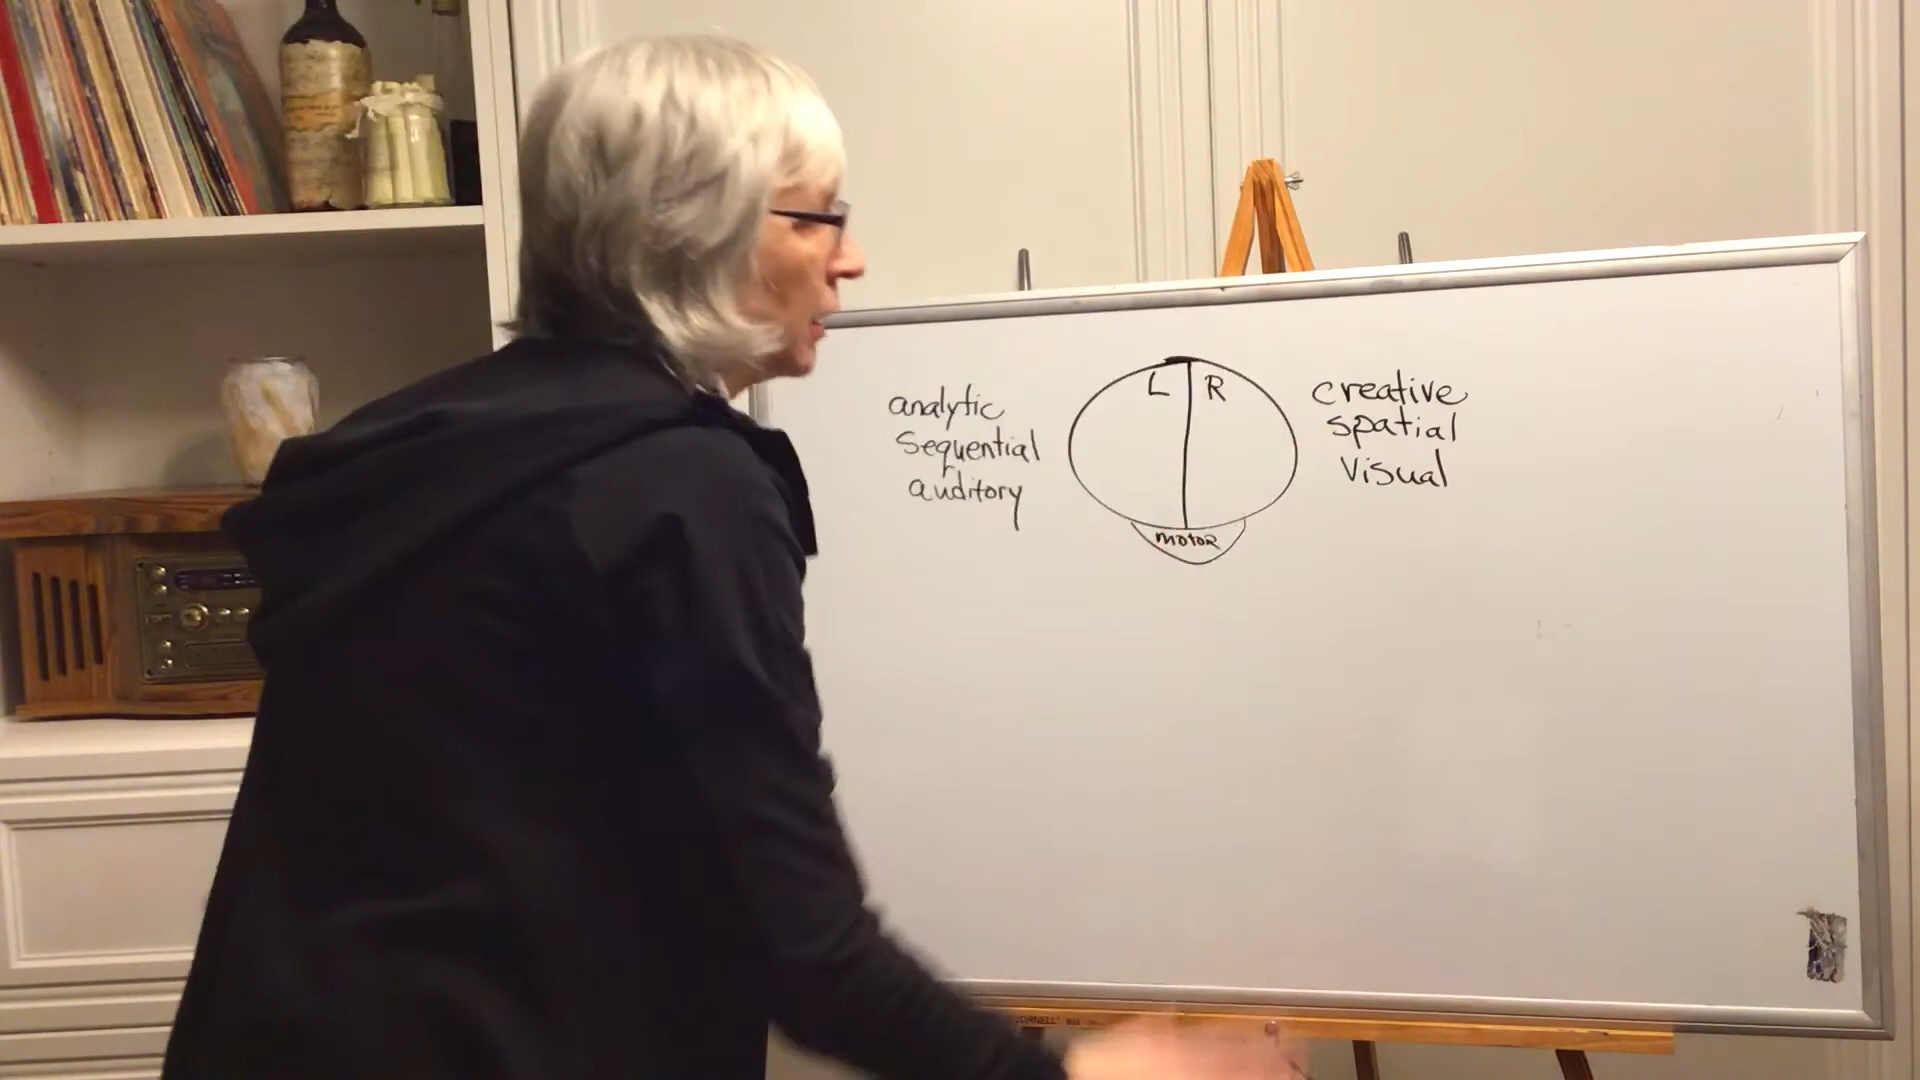 L R
analytic
sequential
auditory
creative
spatial
visual
motor